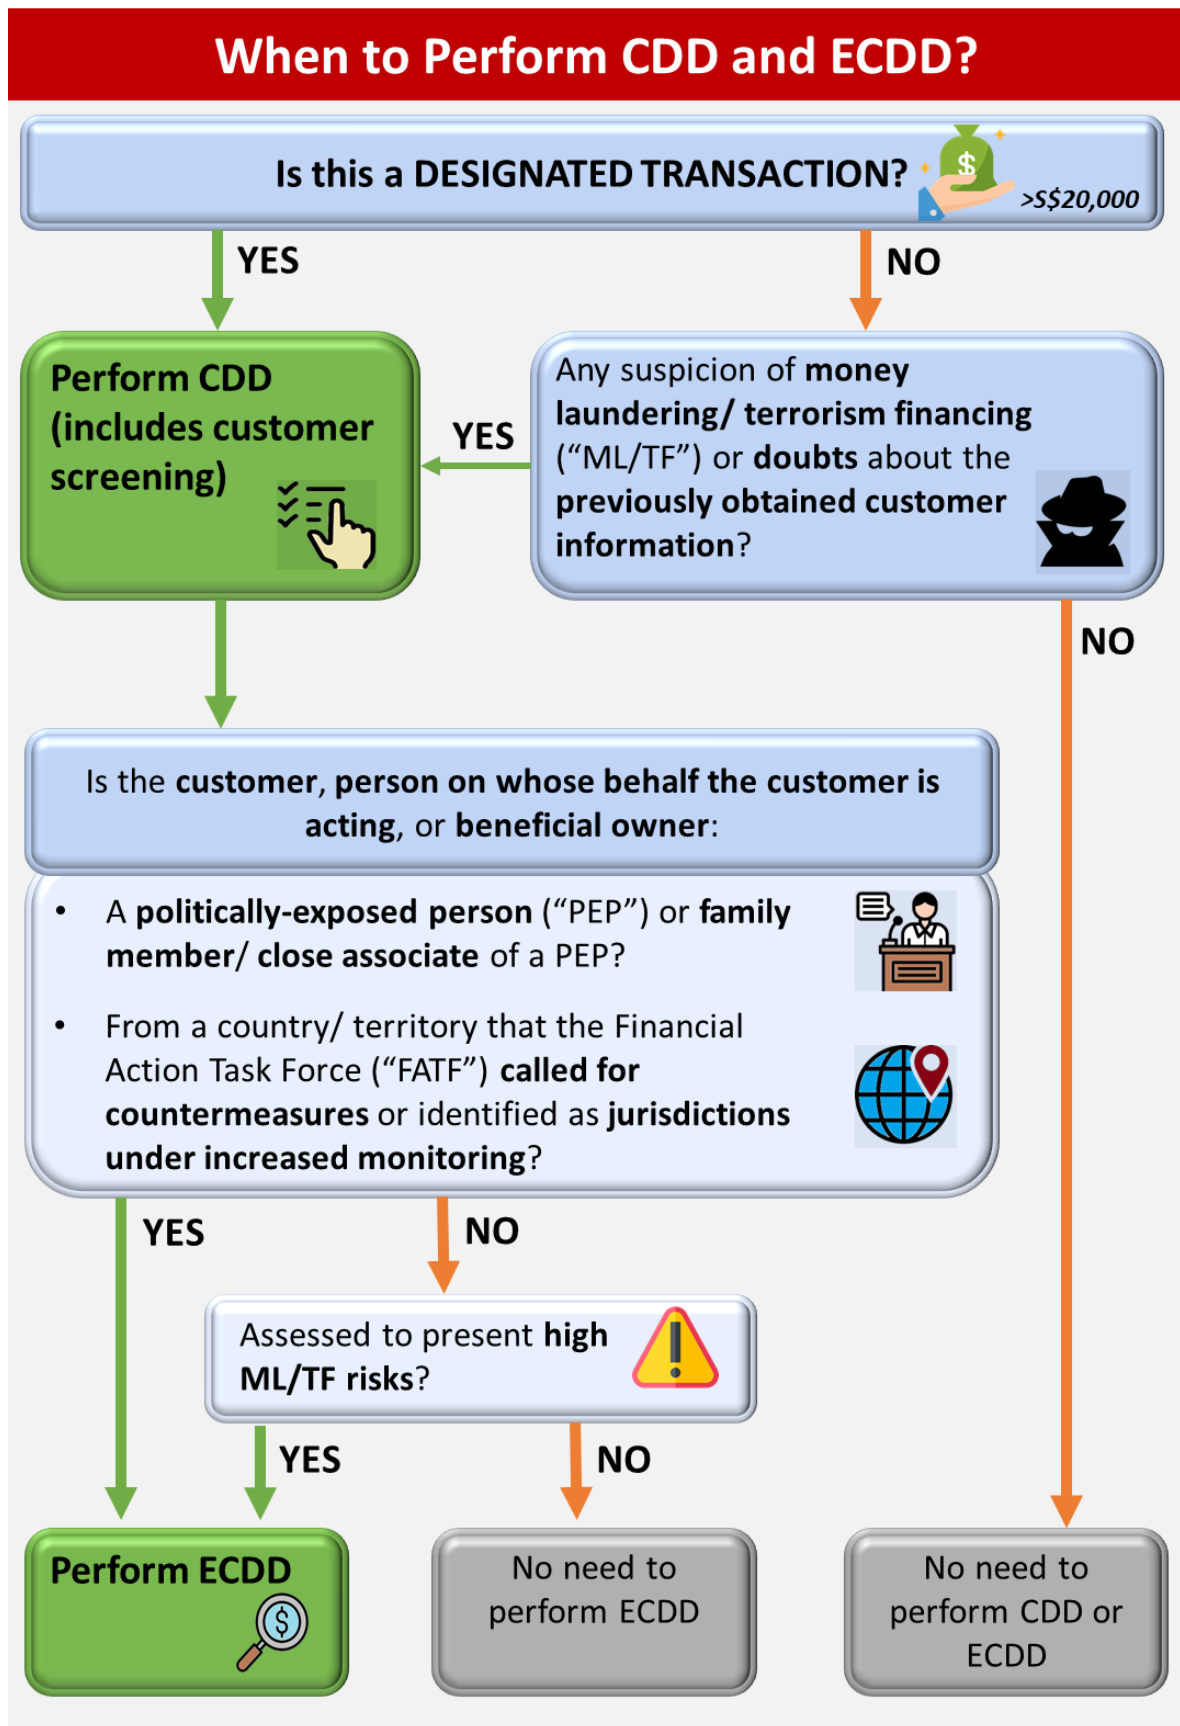 When to Perform CDD and ECDD?
Is this a DESIGNATED TRANSACTION?
$
>S$20,000
YES
NO
Perform CDD
(includes customer
screening)
YES
Any suspicion of money
laundering/ terrorism financing
(“ML/TF”) or doubts about the
previously obtained customer
information?
NO
Is the customer, person on whose behalf the customer is
acting, or beneficial owner:
• A politically-exposed person (“PEP”) or family
member/ close associate of a PEP?
• From a country/ territory that the Financial
Action Task Force (“FATF”) called for
countermeasures or identified as jurisdictions
under increased monitoring?
YES
NO
Assessed to present high
ML/TF risks?
YES
NO
Perform ECDD
$
No need to
perform ECDD
No need to
perform CDD or
ECDD